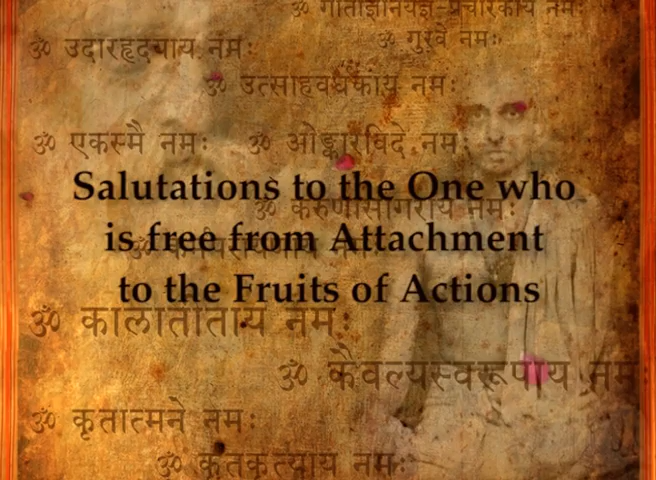 ॐ गीताज्ञानयज्ञ-प्रचारकाय नमः
ॐ उदारहृदयाय नमः ॐ गुरवे नमः
ॐ उत्साहवर्धकाय नमः
ॐ एकस्मै नमः ॐ ओङ्कारविदे नमः
Salutations to the One who
ॐ करुणासागराय नमः
is free from Attachment
to the Fruits of Actions
ॐ कालातीताय नमः
ॐ कैवल्यस्वरूपाय नमः
ॐ कृतात्मने नमः
ॐ कृतकृत्याय नमः